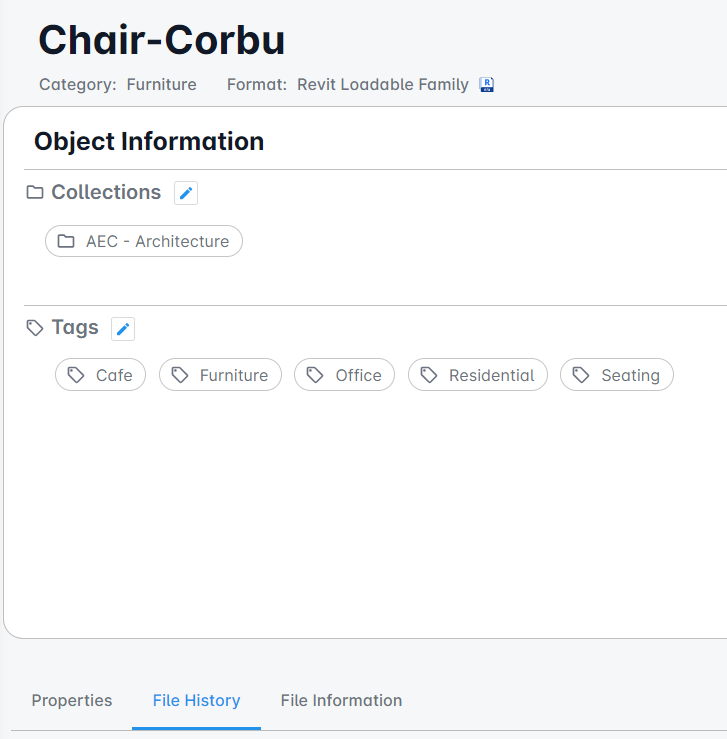 Chair-Corbu
Category: Furniture Format: Revit Loadable Family
Object Information
Collections
AEC - Architecture
Tags
Cafe Furniture Office Residential Seating
Properties File History File Information